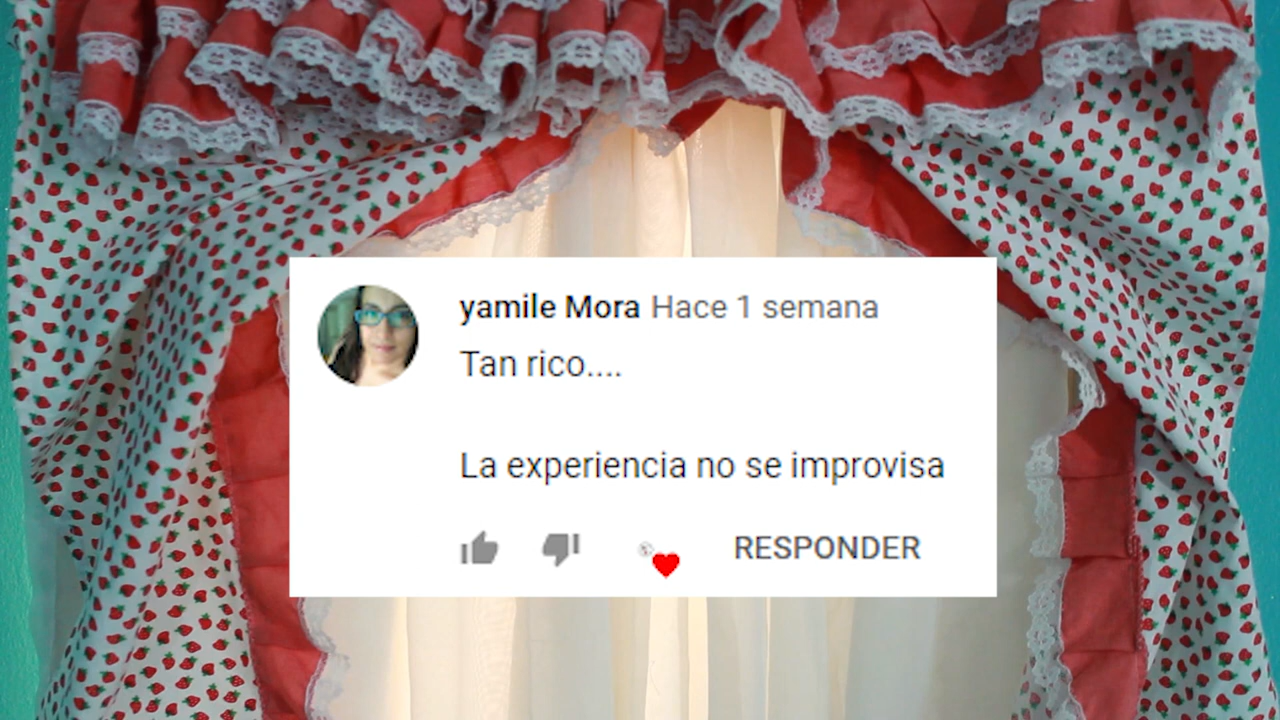 yamile Mora Hace 1 semana
Tan rico....
La experiencia no se improvisa
RESPONDER